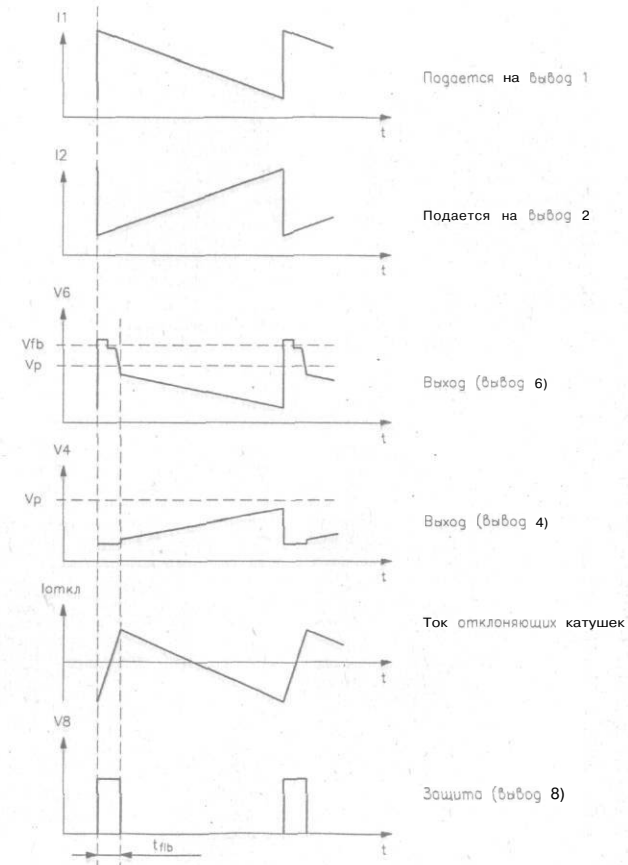 I1
Подается на вывод 1
t
I2
Подается на вывод 2
t
V6
Vfb
Vp
Выход (вывод 6)
t
V4
Vp
Выход (вывод 4)
t
Iоткл
Ток отклоняющих катушек
t
V8
Защита (вывод 8)
t
tflb